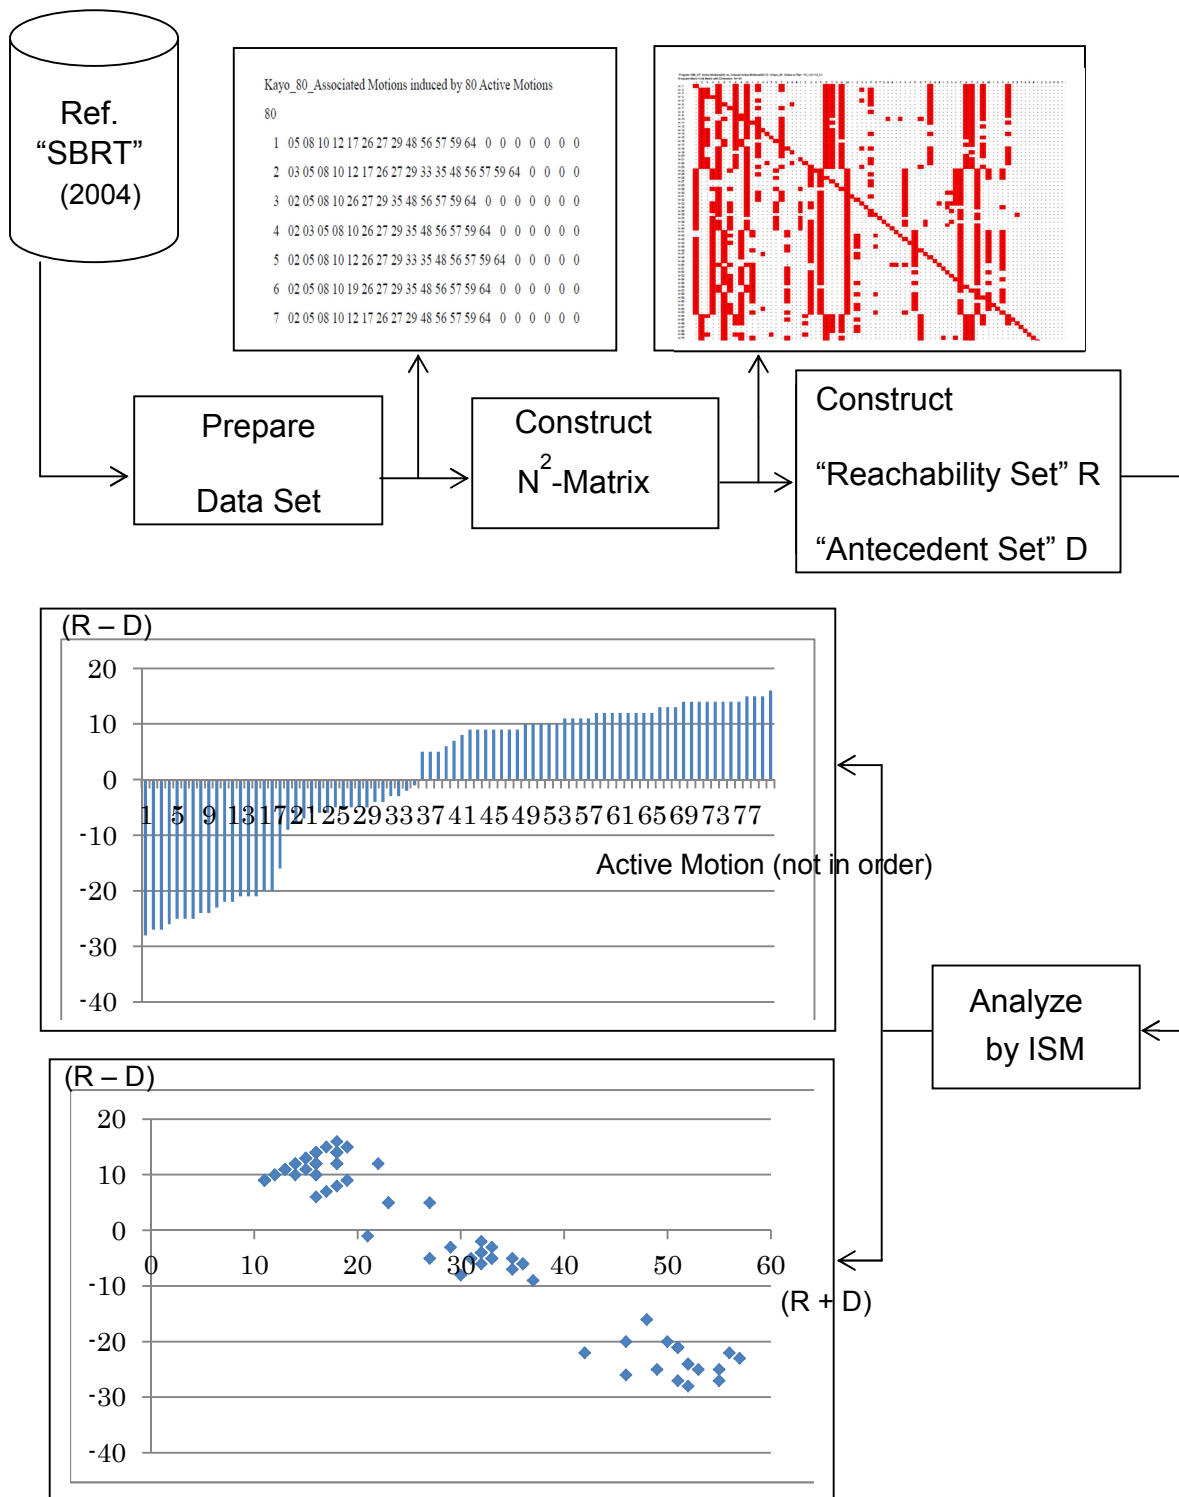 Ref.
“SBRT”
(2004)
Kayo_80_Associated Motions induced by 80 Active Motions
80
1 05 08 10 12 17 26 27 29 48 56 57 59 64 0 0 0 0 0 0 0
2 03 05 08 10 12 17 26 27 29 33 35 48 56 57 59 64 0 0 0 0
3 02 05 08 10 26 27 29 35 48 56 57 59 64 0 0 0 0 0 0 0
4 02 03 05 08 10 26 27 29 35 48 56 57 59 64 0 0 0 0 0 0
5 02 05 08 10 12 26 27 29 33 35 48 56 57 59 64 0 0 0 0 0
6 02 05 08 10 19 26 27 29 35 48 56 57 59 64 0 0 0 0 0 0
7 02 05 08 10 12 17 26 27 29 48 56 57 59 64 0 0 0 0 0 0
Prepare
Data Set
Construct
N2-Matrix
Construct
“Reachability Set” R
“Antecedent Set” D
(R – D)
20
10
0
1 5 9 13 17 21 25 29 33 37 41 45 49 53 57 61 65 69 73 77
-10
Active Motion (not in order)
-20
-30
-40
Analyze
by ISM
(R – D)
20
10
0
0 10 20 30 40 50 60
-10
(R + D)
-20
-30
-40